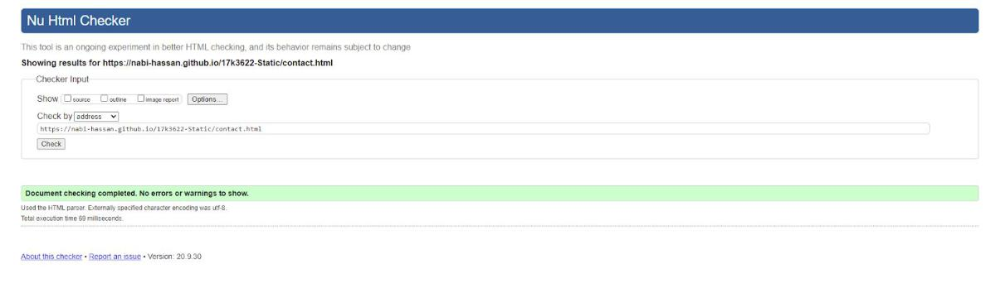 Nu Html Checker
This tool is an ongoing experiment in better HTML checking, and its behavior remains subject to change
Showing results for https://nabi-hassan.github.io/17k3622-Static/contact.html
Checker Input
Show source outline image report Options...
Check by address
https://nabi-hassan.github.io/17k3622-Static/contact.html
Check
Document checking completed. No errors or warnings to show.
Used the HTML parser. Externally specified character encoding was utf-8.
Total execution time 69 milliseconds.
About this checker • Report an issue • Version: 20.9.30